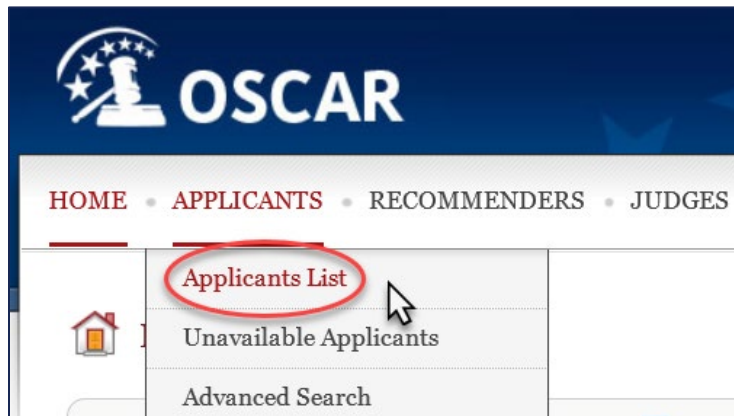 OSCAR
HOME • APPLICANTS • RECOMMENDERS • JUDGES
Applicants List
Unavailable Applicants
Advanced Search